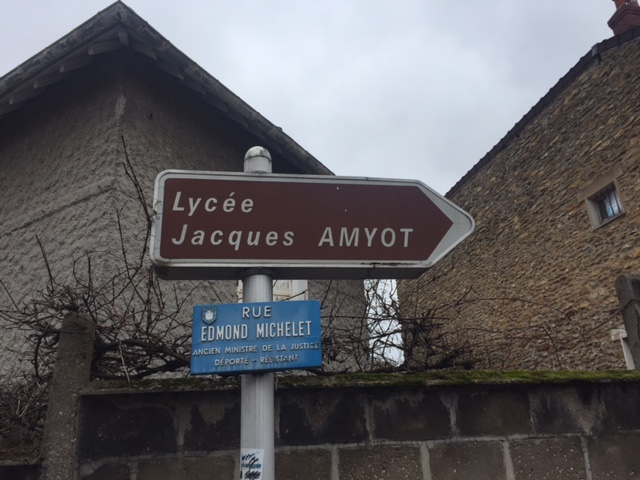 Lycée
Jacques AMYOT
RUE
EDMOND MICHELET
ANCIEN MINISTRE DE LA JUSTICE
DÉPORTÉ - RÉSISTANT